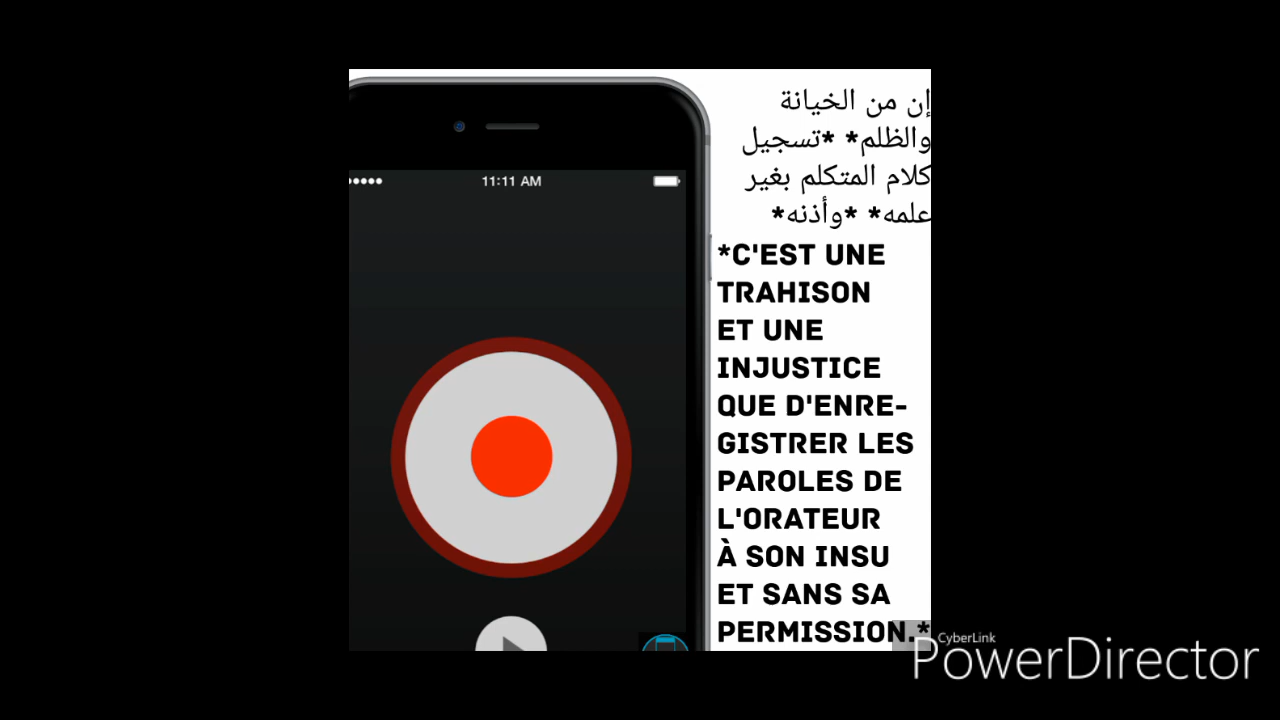 11:11 AM
إن من الخيانة
والظلم* *تسجيل
كلام المتكلم بغير
علمه* *وأذنه*
*C'EST UNE
TRAHISON
ET UNE
INJUSTICE
QUE D'ENRE-
GISTRER LES
PAROLES DE
L'ORATEUR
À SON INSU
ET SANS SA
PERMISSION.*
CyberLink
PowerDirector